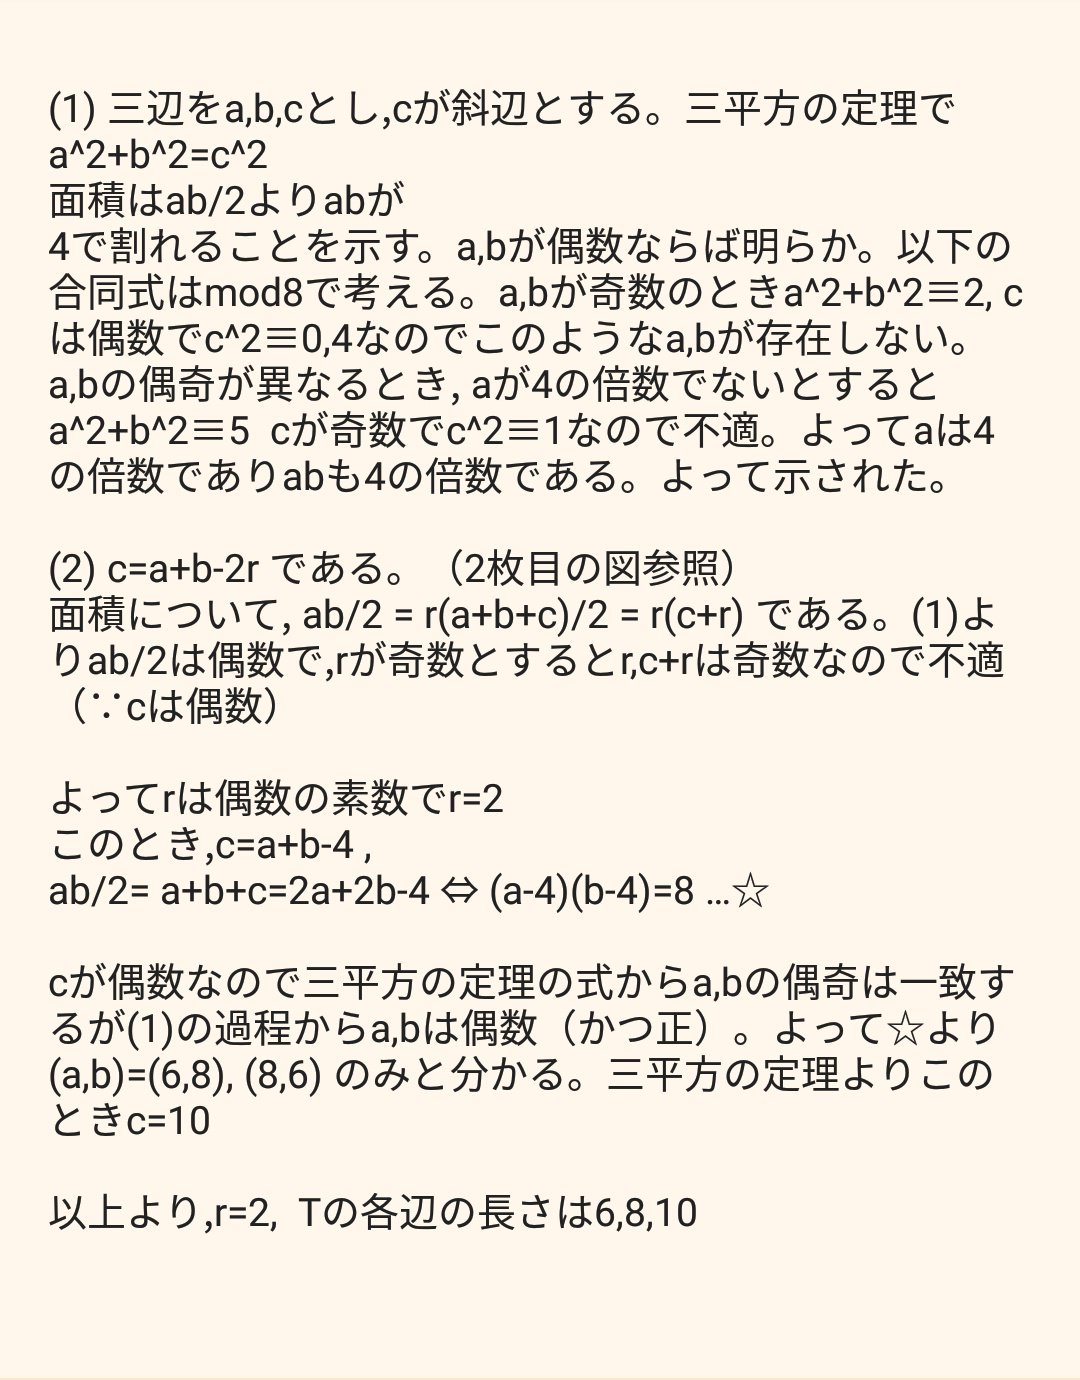 (1) 三辺をa,b,cとし,cが斜辺とする。三平方の定理で
a^2+b^2=c^2
面積はab/2よりabが
4で割れることを示す。a,bが偶数ならば明らか。以下の
合同式はmod8で考える。a,bが奇数のときa^2+b^2≡2, c
は偶数でc^2≡0,4なのでこのようなa,bが存在しない。
a,bの偶奇が異なるとき, aが4の倍数でないとすると
a^2+b^2≡5  cが奇数でc^2≡1なので不適。よってaは4
の倍数でありabも4の倍数である。よって示された。

(2) c=a+b-2r である。（2枚目の図参照）
面積について, ab/2 = r(a+b+c)/2 = r(c+r) である。(1)よ
りab/2は偶数で,rが奇数とするとr,c+rは奇数なので不適
（∵cは偶数）

よってrは偶数の素数でr=2
このとき,c=a+b-4 ,
ab/2= a+b+c=2a+2b-4 ⇔ (a-4)(b-4)=8 …☆

cが偶数なので三平方の定理の式からa,bの偶奇は一致す
るが(1)の過程からa,bは偶数（かつ正）。よって☆より
(a,b)=(6,8), (8,6) のみと分かる。三平方の定理よりこの
ときc=10

以上より,r=2,  Tの各辺の長さは6,8,10